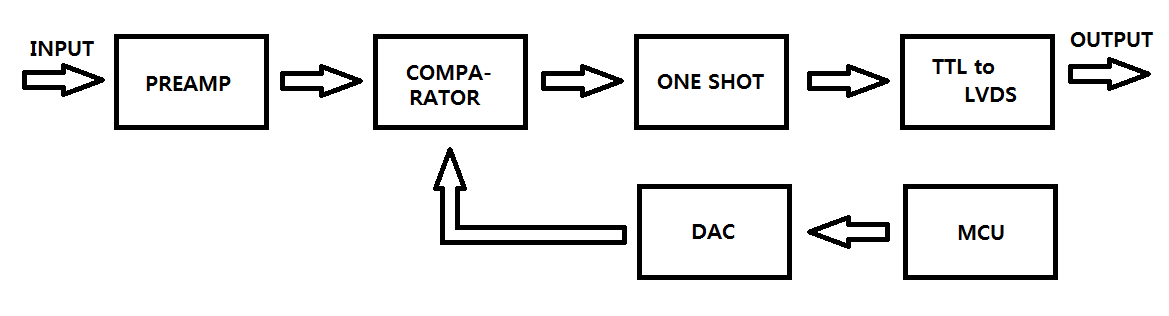 INPUT
PREAMP
COMPA-
RATOR
ONE SHOT
TTL to
LVDS
OUTPUT
DAC
MCU